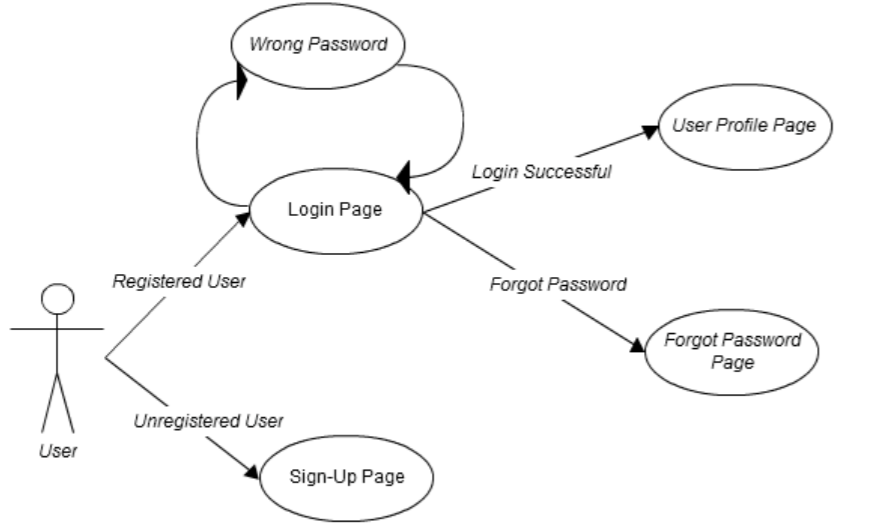 Wrong Password
User Profile Page
Login Successful
Login Page
Registered User
Forgot Password
Forgot Password
Page
Unregistered User
User
Sign-Up Page